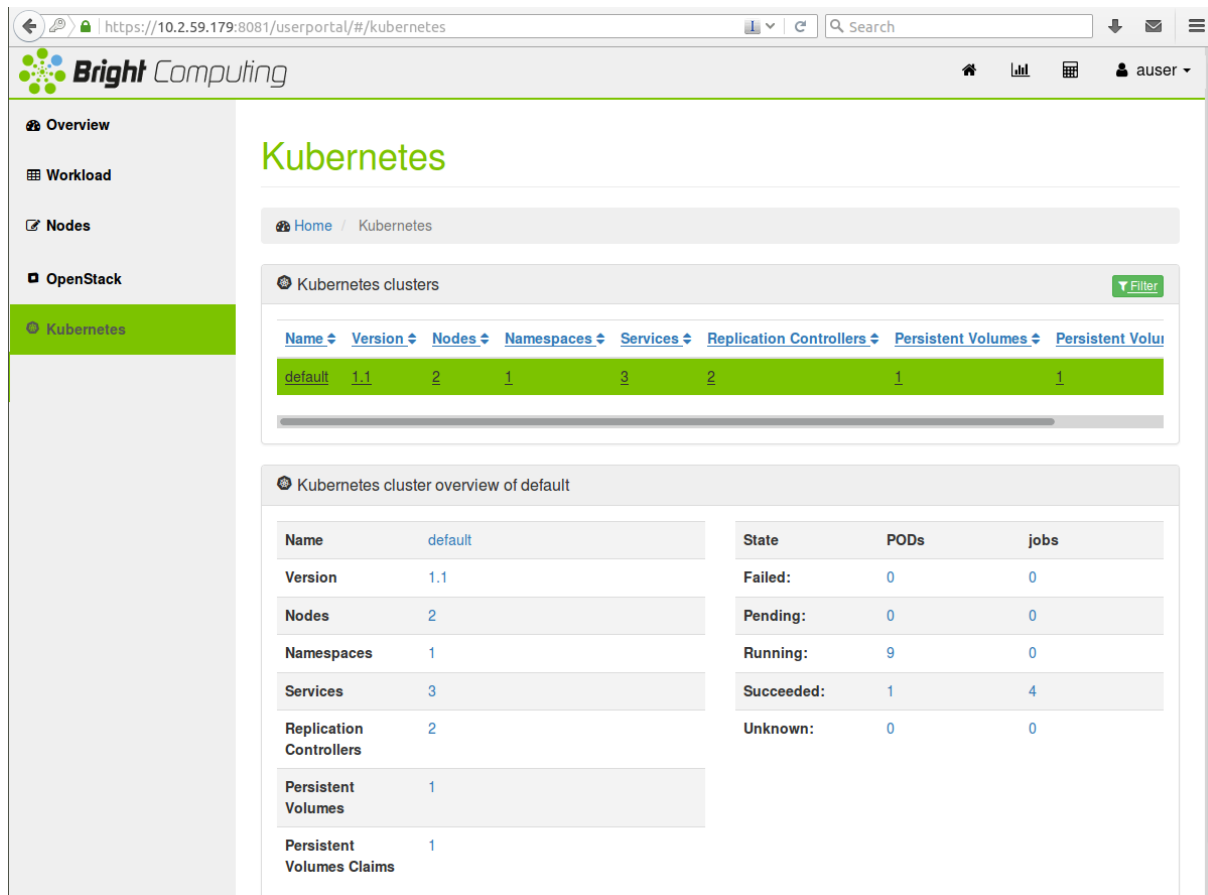 https://10.2.59.179:8081/userportal/#/kubernetes Search
Bright Computing auser
Overview
Workload
Nodes
OpenStack
Kubernetes
Kubernetes
Home / Kubernetes
Kubernetes clusters Filter
Name Version Nodes Namespaces Services Replication Controllers Persistent Volumes Persistent
default 1.1 2 1 3 2 1 1
Kubernetes cluster overview of default
Name default
Version 1.1
Nodes 2
Namespaces 1
Services 3
Replication
Controllers 2
Persistent
Volumes 1
Persistent
Volumes Claims 1
State PODs jobs
Failed: 0 0
Pending: 0 0
Running: 9 0
Succeeded: 1 4
Unknown: 0 0